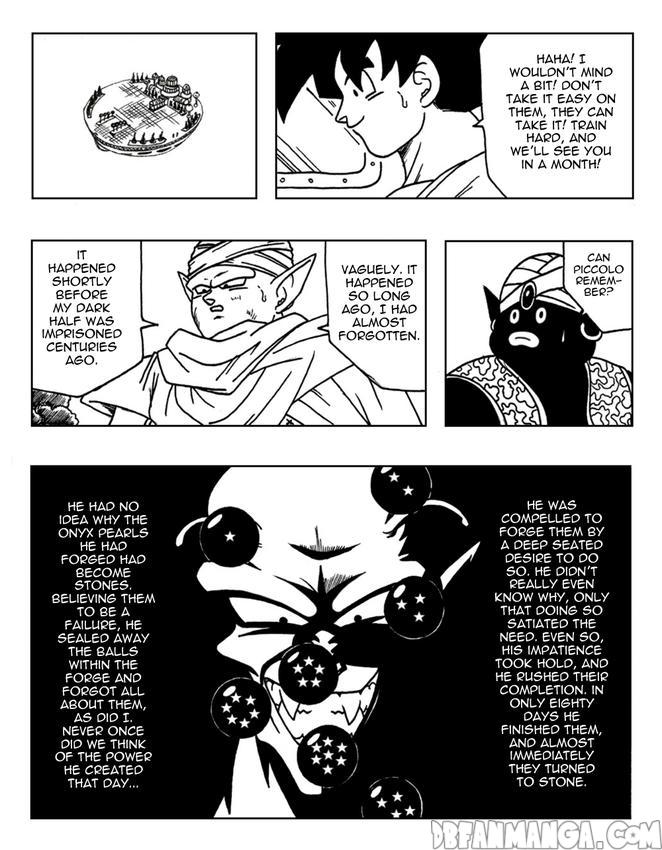 HAHA! I
WOULDN'T MIND
A BIT! DON'T
TAKE IT EASY ON
THEM, THEY CAN
TAKE IT! TRAIN
HARD, AND
WE'LL SEE YOU
IN A MONTH!
CAN
PICCOLO
REMEM-
BER?
VAGUELY. IT
HAPPENED
SO LONG
AGO, I HAD
ALMOST
FORGOTTEN.
IT
HAPPENED
SHORTLY
BEFORE
MY DARK
HALF WAS
IMPRISONED
CENTURIES
AGO.
HE WAS
COMPELLED TO
FORGE THEM BY
A DEEP SEATED
DESIRE TO DO
SO. HE DIDN'T
REALLY EVEN
KNOW WHY, ONLY
THAT DOING SO
SATIATED THE
NEED. EVEN SO,
HIS IMPATIENCE
TOOK HOLD, AND
HE RUSHED THEIR
COMPLETION. IN
ONLY EIGHTY
DAYS HE
FINISHED THEM,
AND ALMOST
IMMEDIATELY
THEY TURNED
TO STONE.
HE HAD NO
IDEA WHY THE
ONYX PEARLS
HE HAD
FORGED HAD
BECOME
STONES.
BELIEVING THEM
TO BE A
FAILURE, HE
SEALED AWAY
THE BALLS
WITHIN THE
FORGE AND
FORGOT ALL
ABOUT THEM,
AS DID I.
NEVER ONCE
DID WE THINK
OF THE POWER
HE CREATED
THAT DAY...
DBFANMANGA.COM